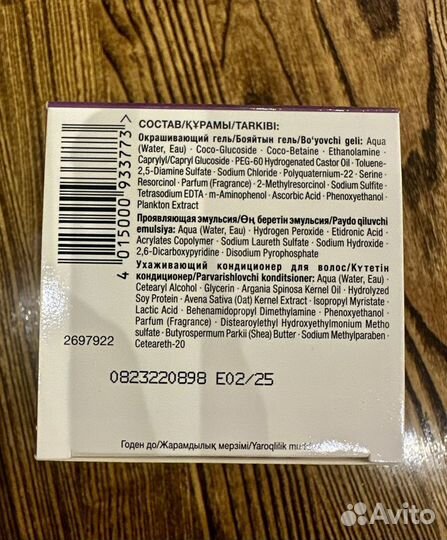 СОСТАВ/ҚҰРАМЫ/TARKIBI:
Окрашивающий гель/Бояйтын гель/Bo‘yovchi geli: Aqua
(Water, Eau) • Coco-Glucoside • Coco-Betaine • Ethanolamine •
Caprylyl/Capryl Glucoside • PEG-60 Hydrogenated Castor Oil • Toluene-
2,5-Diamine Sulfate • Sodium Chloride • Polyquaternium-22 • Serine •
Resorcinol • Parfum (Fragrance) • 2-Methylresorcinol • Sodium Sulfite •
Tetrasodium EDTA • m-Aminophenol • Ascorbic Acid • Phenoxyethanol •
Plankton Extract
Проявляющая эмульсия/Өң беретін эмульсия/Paydo qiluvchi
emulsiya: Aqua (Water, Eau) • Hydrogen Peroxide • Etidronic Acid •
Acrylates Copolymer • Sodium Laureth Sulfate • Sodium Hydroxide •
2,6-Dicarboxypyridine • Disodium Pyrophosphate
Ухаживающий кондиционер для волос/Күтетін
кондиционер/Parvarishlovchi konditsioner: Aqua (Water, Eau) •
Cetearyl Alcohol • Glycerin • Argania Spinosa Kernel Oil • Hydrolyzed
Soy Protein • Avena Sativa (Oat) Kernel Extract • Isopropyl Myristate •
Lactic Acid • Behenamidopropyl Dimethylamine • Phenoxyethanol •
Parfum (Fragrance) • Distearoylethyl Hydroxyethylmonium Metho
sulfate • Butyrospermum Parkii (Shea) Butter • Sodium Methylparaben •
Ceteareth-20
4 015000 933773 >
2697922
0823220898 E02/25
Годен до/Жарамдылық мерзімі/Yaroqlilik
Avito